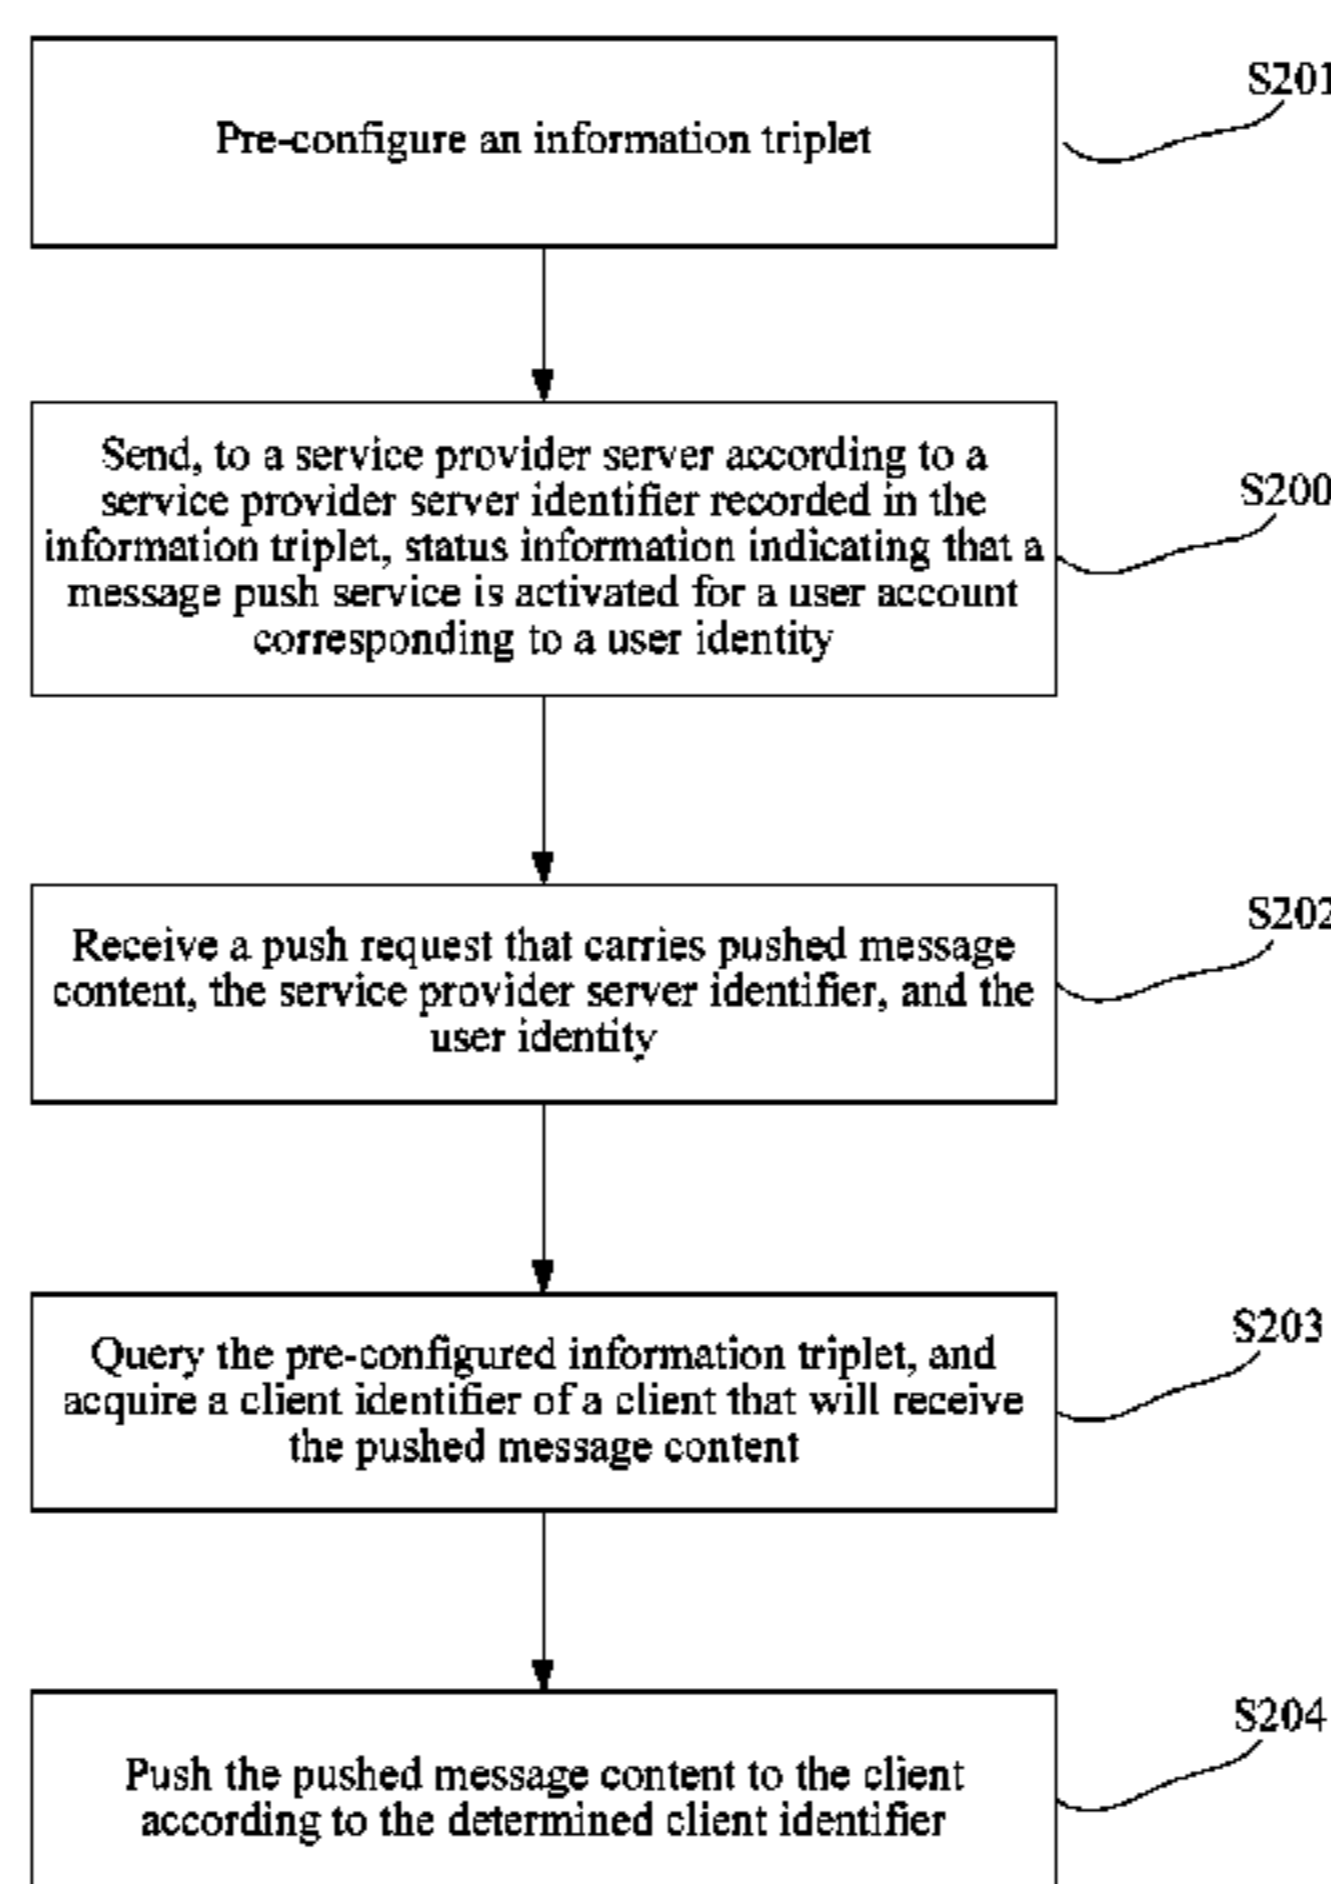 S201
Pre-configure an information triplet
Send, to a service provider server according to a
service provider server identifier recorded in the
information triplet, status information indicating that a
message push service is activated for a user account
corresponding to a user identity
S200
Receive a push request that carries pushed message
content, the service provider server identifier, and the
user identity
S202
Query the pre-configured information triplet, and
acquire a client identifier of a client that will receive
the pushed message content
S203
Push the pushed message content to the client
according to the determined client identifier
S204